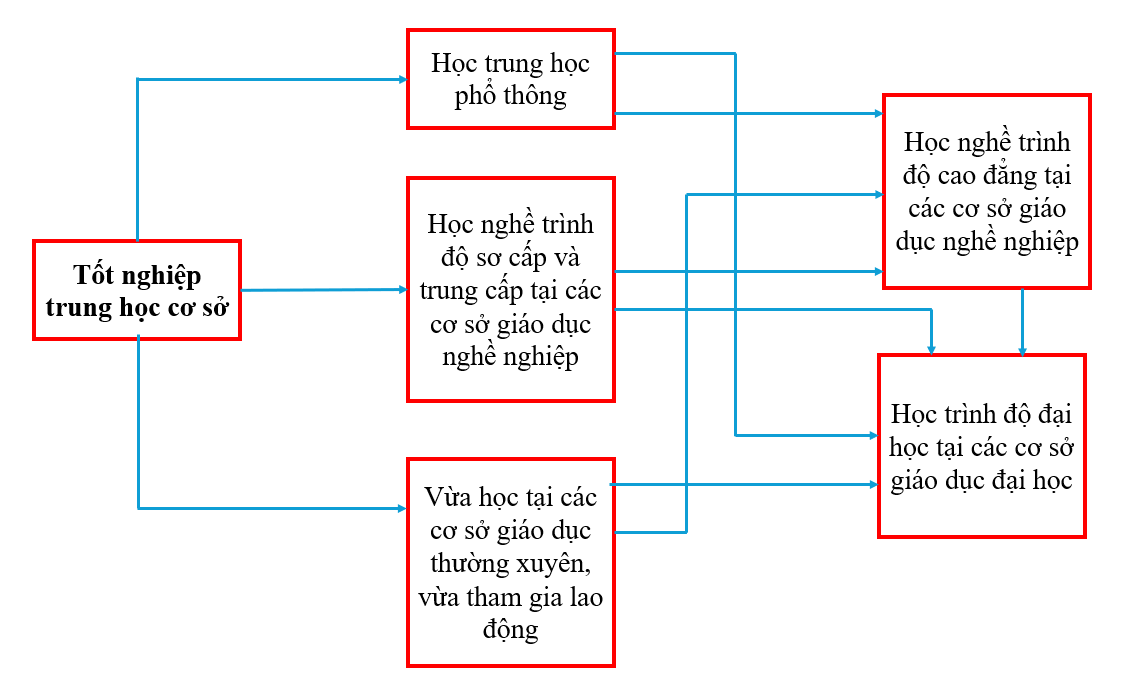 Học trung học
phổ thông
Học nghề trình
độ cao đẳng tại
các cơ sở giáo
dục nghề nghiệp
Học nghề trình
độ sơ cấp và
trung cấp tại các
cơ sở giáo dục
nghề nghiệp
Tốt nghiệp
trung học cơ sở
Học trình độ đại
học tại các cơ sở
giáo dục đại học
Vừa học tại các
cơ sở giáo dục
thường xuyên,
vừa tham gia lao
động